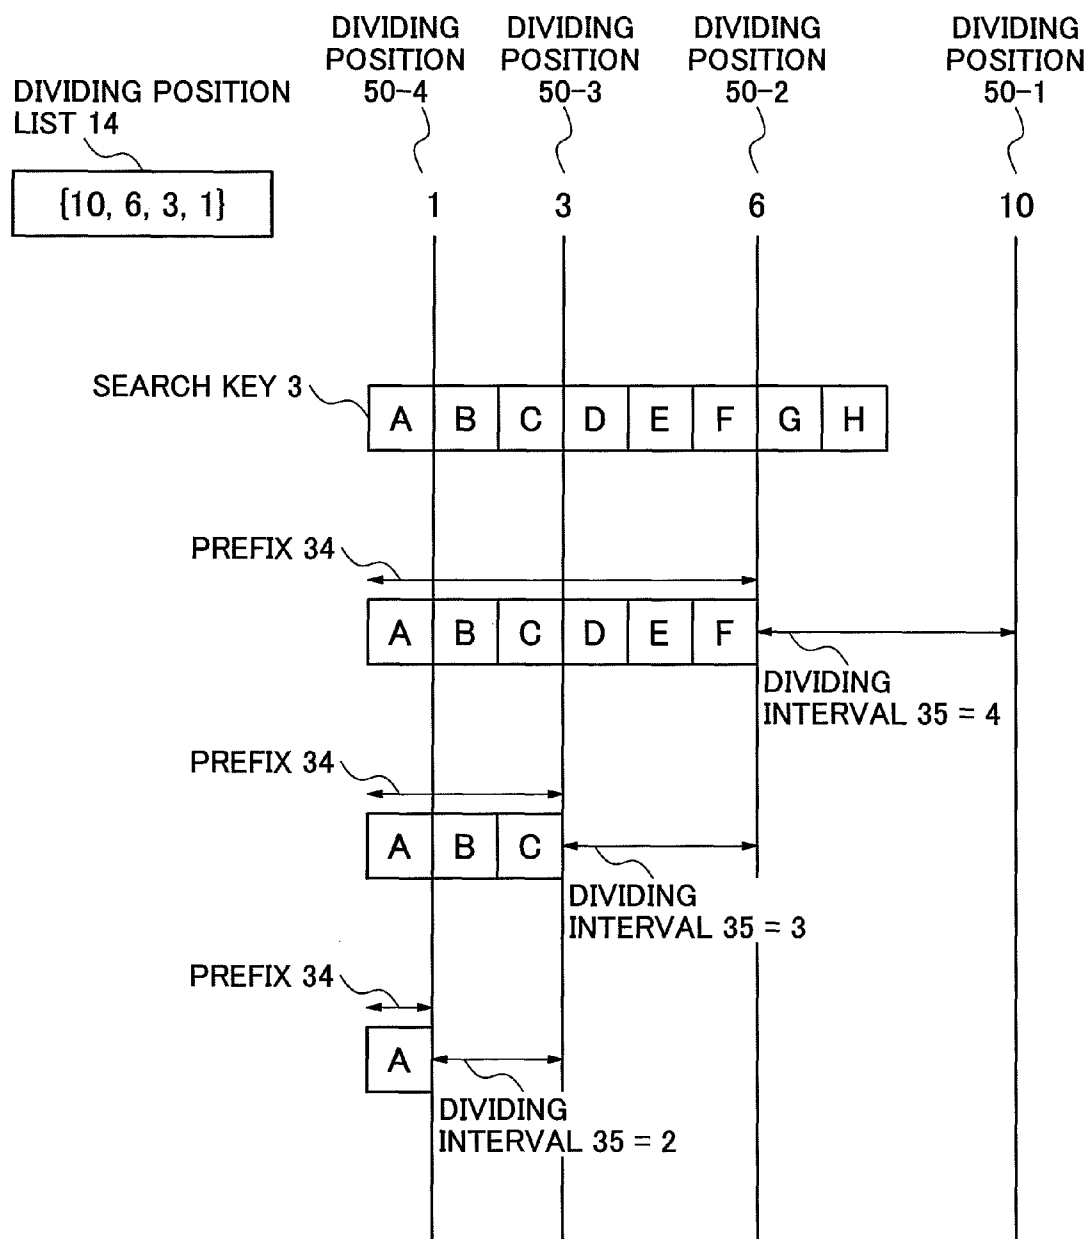 DIVIDING
POSITION
50-4
DIVIDING
POSITION
50-3
DIVIDING
POSITION
50-2
DIVIDING
POSITION
50-1
DIVIDING POSITION
LIST 14
{10, 6, 3, 1}
1
3
6
10
SEARCH KEY 3
A B C D E F G H
PREFIX 34
A B C D E F
DIVIDING
INTERVAL 35 = 4
PREFIX 34
A B C
DIVIDING
INTERVAL 35 = 3
PREFIX 34
A
DIVIDING
INTERVAL 35 = 2